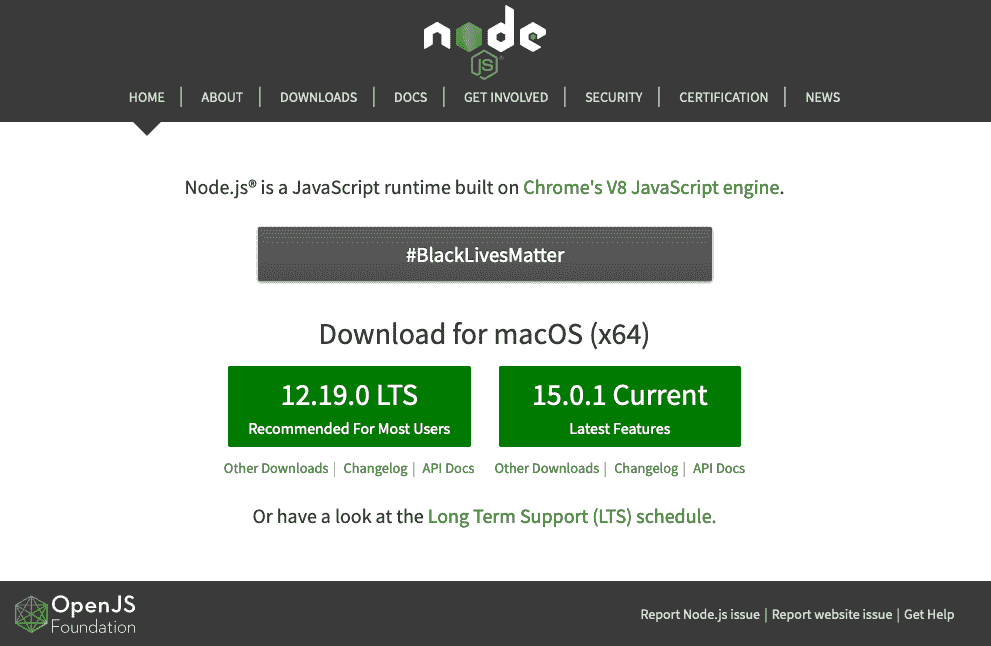 node
JS
HOME | ABOUT | DOWNLOADS | DOCS | GET INVOLVED | SECURITY | CERTIFICATION | NEWS
Node.js® is a JavaScript runtime built on Chrome's V8 JavaScript engine.
#BlackLivesMatter
Download for macOS (x64)
12.19.0 LTS 15.0.1 Current
Recommended For Most Users Latest Features
Other Downloads | Changelog | API Docs Other Downloads | Changelog | API Docs
Or have a look at the Long Term Support (LTS) schedule.
OpenJS
Foundation
Report Node.js issue | Report website issue | Get Help